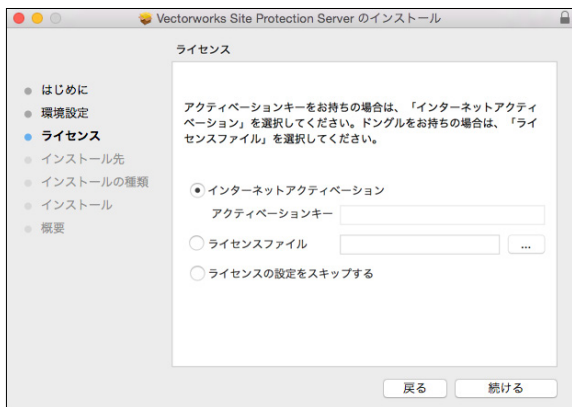 Vectorworks Site Protection Server のインストール
ライセンス
はじめに
環境設定
ライセンス
インストール先
インストールの種類
インストール
概要
アクティベーションキーをお持ちの場合は、「インターネットアクティ
ベーション」を選択してください。ドングルをお持ちの場合は、「ライ
センスファイル」を選択してください。
インターネットアクティベーション
アクティベーションキー
ライセンスファイル
...
ライセンスの設定をスキップする
戻る
続ける